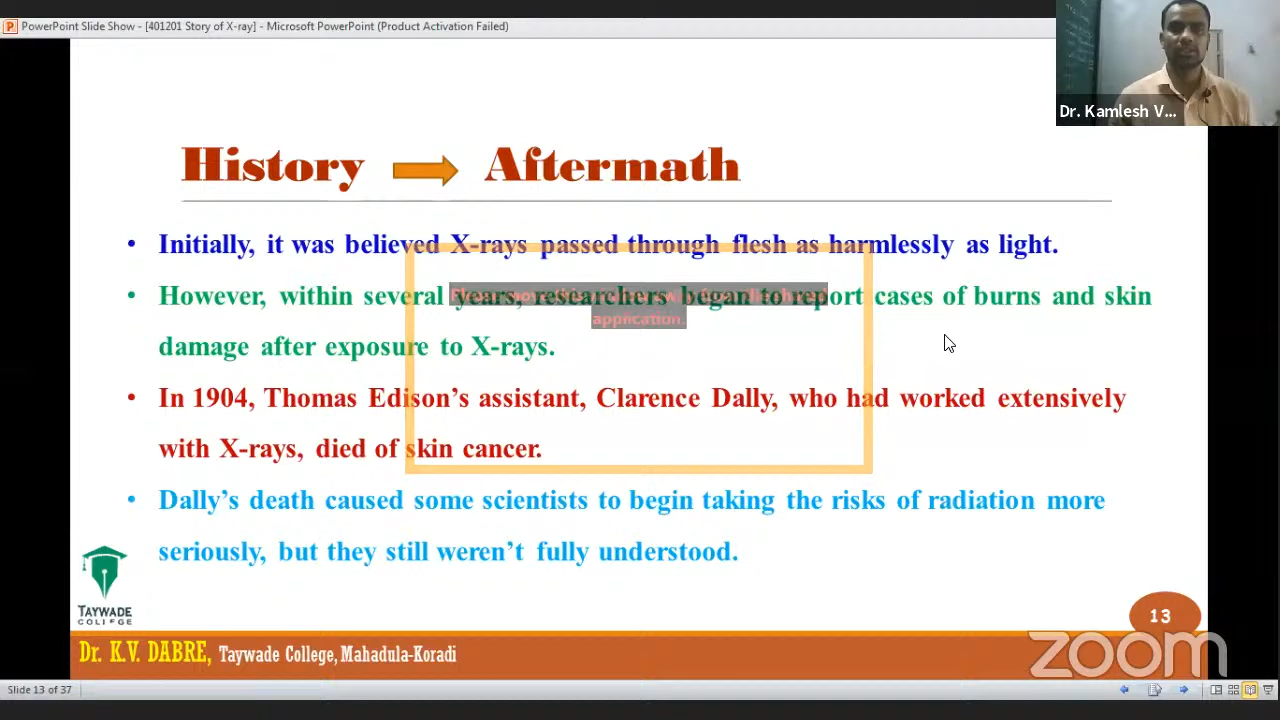 PowerPoint Slide Show - [401201 Story of X-ray] - Microsoft PowerPoint (Product Activation Failed)
Dr. Kamlesh V...
History Aftermath
• Initially, it was believed X-rays passed through flesh as harmlessly as light.
• However, within several years, researchers began to report cases of burns and skin
damage after exposure to X-rays.
application.
• In 1904, Thomas Edison’s assistant, Clarence Dally, who had worked extensively
with X-rays, died of skin cancer.
• Dally’s death caused some scientists to begin taking the risks of radiation more
seriously, but they still weren’t fully understood.
TAYWADE
COLLEGE
13
zoom
Dr. K.V. DABRE, Taywade College, Mahadula-Koradi
Slide 13 of 37